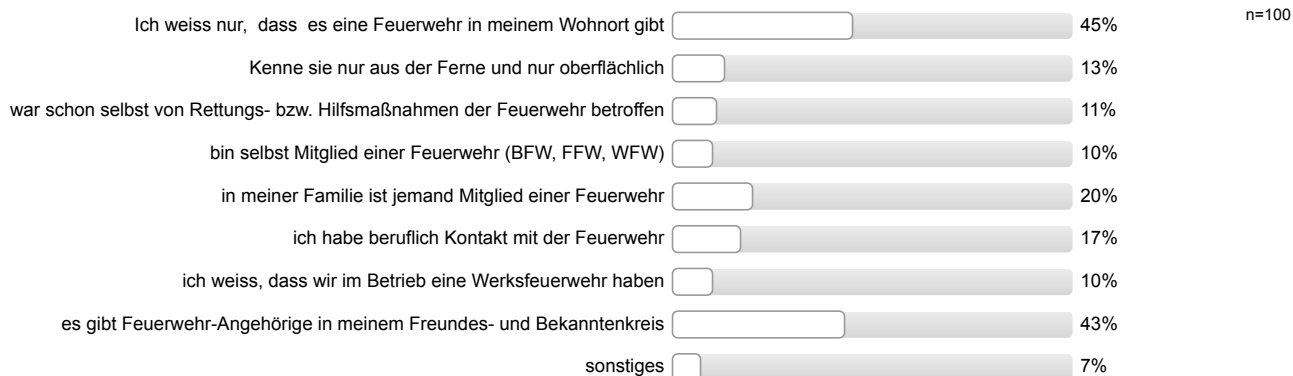 Ich weiss nur, dass es eine Feuerwehr in meinem Wohnort gibt 45% n=100
Kenne sie nur aus der Ferne und nur oberflächlich 13%
war schon selbst von Rettungs- bzw. Hilfsmaßnahmen der Feuerwehr betroffen 11%
bin selbst Mitglied einer Feuerwehr (BFW, FFW, WFW) 10%
in meiner Familie ist jemand Mitglied einer Feuerwehr 20%
ich habe beruflich Kontakt mit der Feuerwehr 17%
ich weiss, dass wir im Betrieb eine Werksfeuerwehr haben 10%
es gibt Feuerwehr-Angehörige in meinem Freundes- und Bekanntenkreis 43%
sonstiges 7%